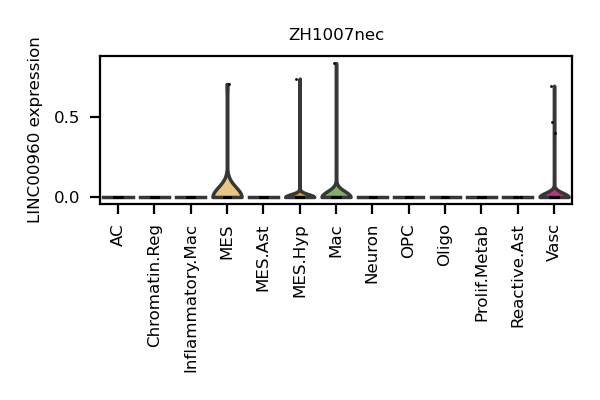 ZH1007nec
LINC00960 expression
0.5
0.0
AC
Chromatin.Reg
Inflammatory.Mac
MES
MES.Ast
MES.Hyp
Mac
Neuron
OPC
Oligo
Prolif.Metab
Reactive.Ast
Vasc